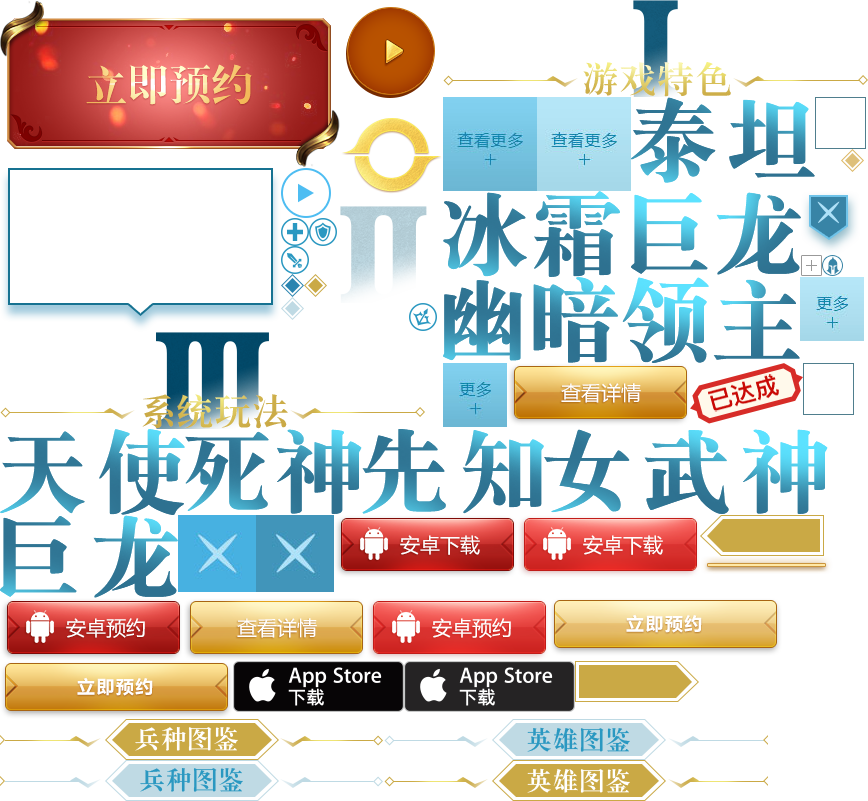 I
立即预约
游戏特色
查看更多
+
查看更多
+
泰坦
II
冰霜巨龙
幽暗领主
更多
+
III
系统玩法
更多
+
查看详情
已达成
天使死神先知女武神
巨龙
安卓下载
安卓下载
安卓预约
查看详情
安卓预约
立即预约
立即预约
App Store
下载
App Store
下载
兵种图鉴
英雄图鉴
兵种图鉴
英雄图鉴